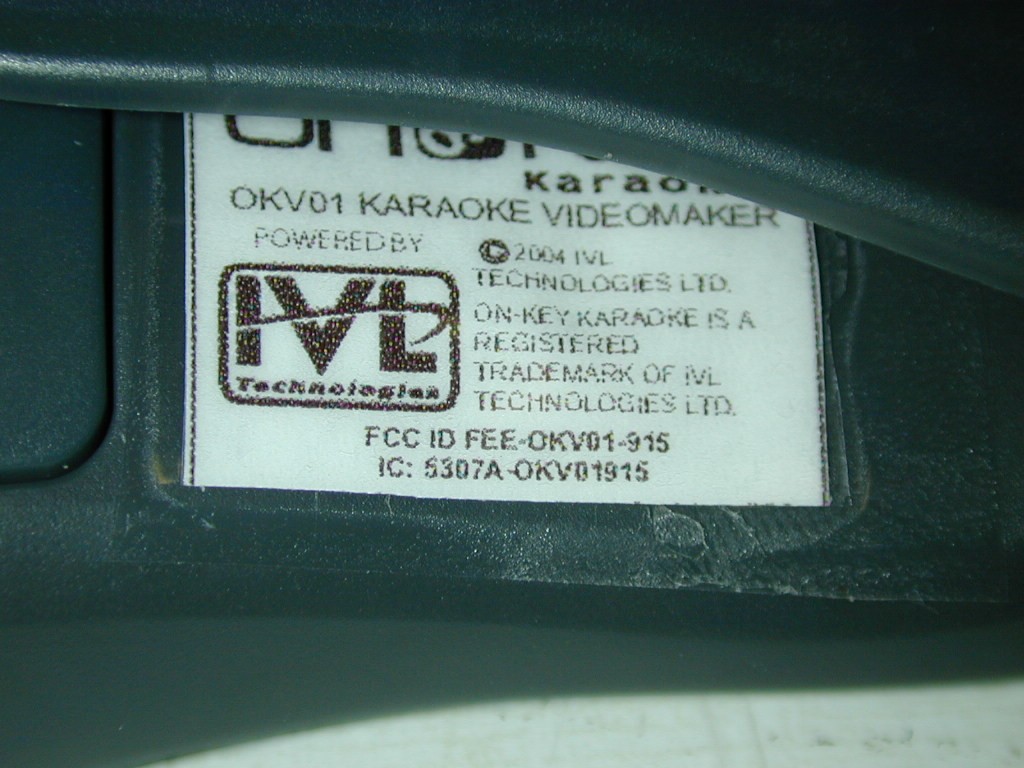 Karaok
OKV01 KARAOKE VIDEOMAKER
POWERED BY
IVL
Technologies
© 2004 IVL
TECHNOLOGIES LTD.
ON-KEY KARAOKE IS A
REGISTERED
TRADEMARK OF IVL
TECHNOLOGIES LTD.
FCC ID FEE-OKV01-915
IC: 5307A-OKV01915